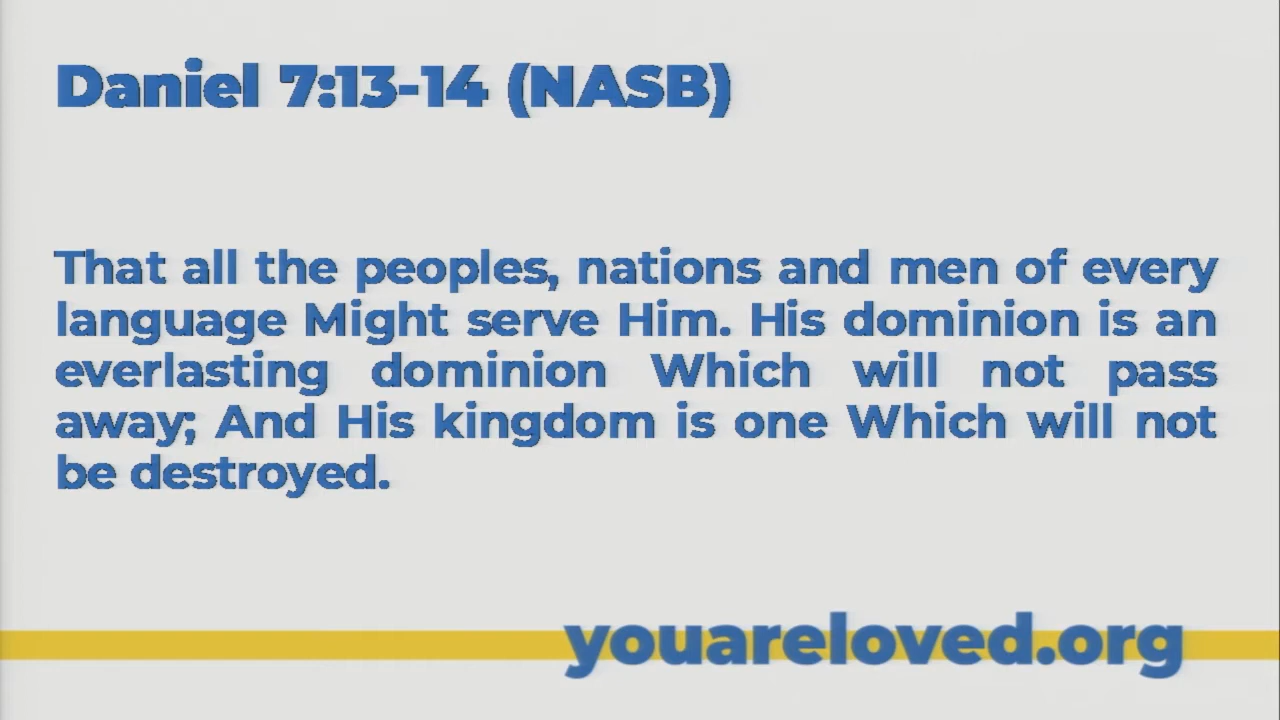 Daniel 7:13-14 (NASB)
That all the peoples, nations and men of every
language Might serve Him. His dominion is an
everlasting dominion Which will not pass
away; And His kingdom is one Which will not
be destroyed.
youareloved.org